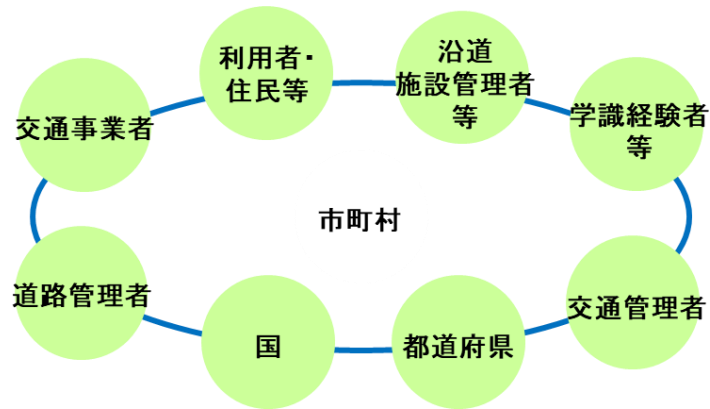 利用者・
住民等
沿道
施設管理者
等
交通事業者
学識経験者
等
市町村
道路管理者
交通管理者
国
都道府県